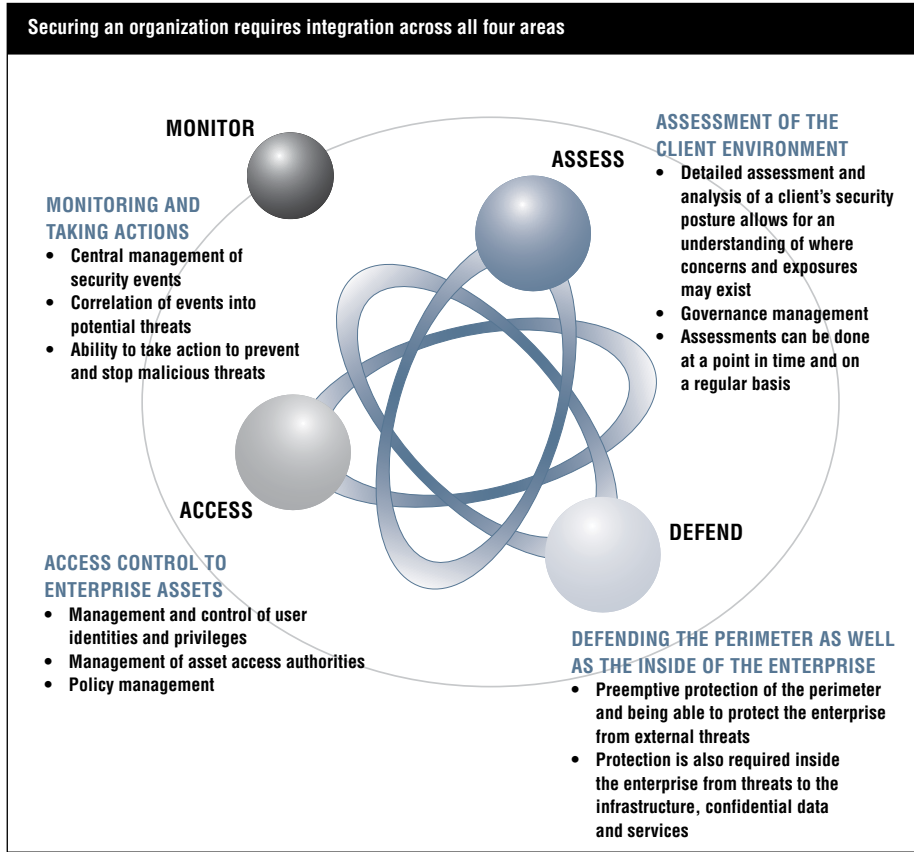 Securing an organization requires integration across all four areas
MONITOR
MONITORING AND
TAKING ACTIONS
• Central management of
security events
• Correlation of events into
potential threats
• Ability to take action to prevent
and stop malicious threats
ASSESS
ASSESSMENT OF THE
CLIENT ENVIRONMENT
• Detailed assessment and
analysis of a client's security
posture allows for an
understanding of where
concerns and exposures
may exist
• Governance management
• Assessments can be done
at a point in time and on
a regular basis
ACCESS
ACCESS CONTROL TO
ENTERPRISE ASSETS
• Management and control of user
identities and privileges
• Management of asset access authorities
• Policy management
DEFEND
DEFENDING THE PERIMETER AS WELL
AS THE INSIDE OF THE ENTERPRISE
• Preemptive protection of the perimeter
and being able to protect the enterprise
from external threats
• Protection is also required inside
the enterprise from threats to the
infrastructure, confidential data
and services